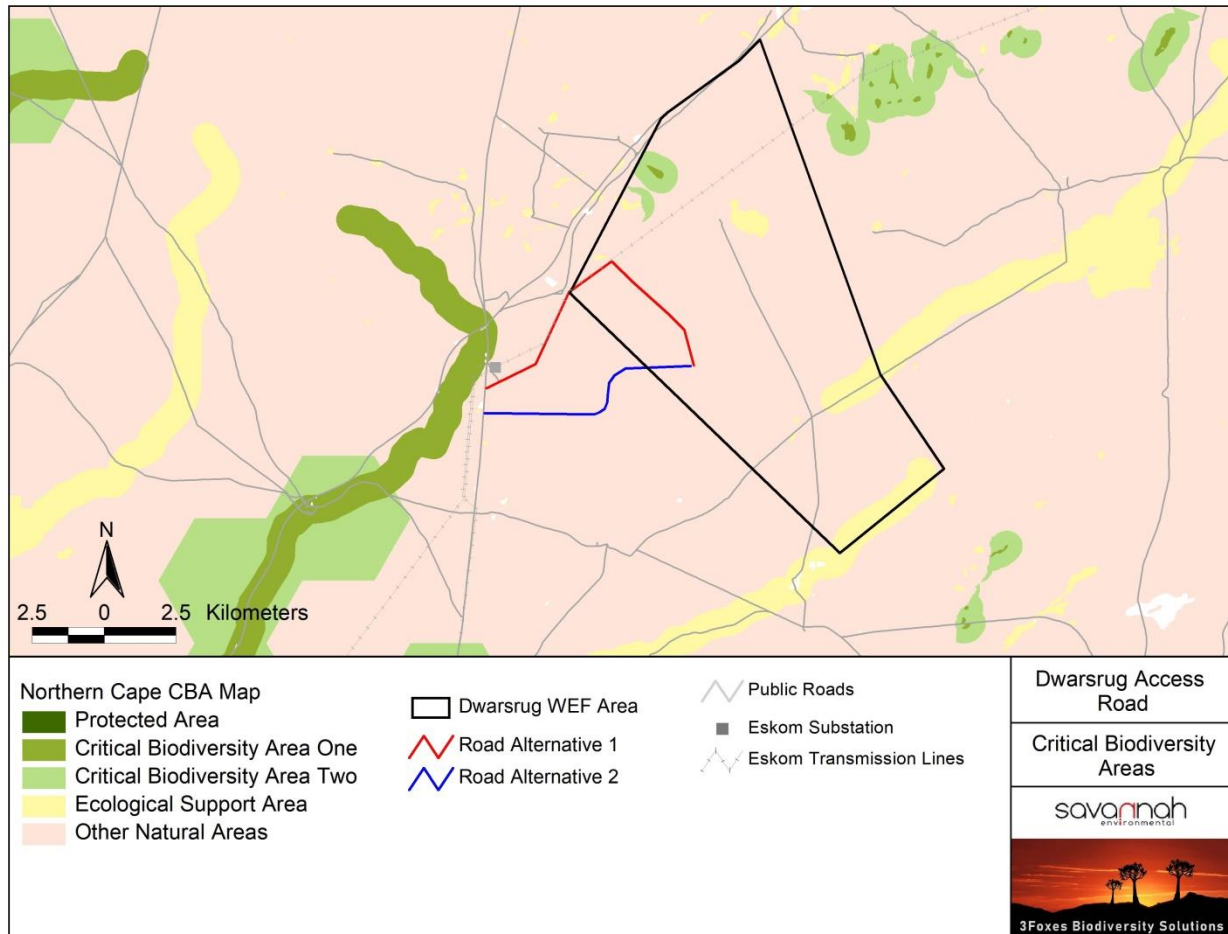 N
2.5 0 2.5 Kilometers
Northern Cape CBA Map
Protected Area
Critical Biodiversity Area One
Critical Biodiversity Area Two
Ecological Support Area
Other Natural Areas
Dwarsrug WEF Area
Road Alternative 1
Road Alternative 2
Public Roads
Eskom Substation
Eskom Transmission Lines
Dwarsrug Access
Road
Critical Biodiversity
Areas
savannah
environmental
3Foxes Biodiversity Solutions